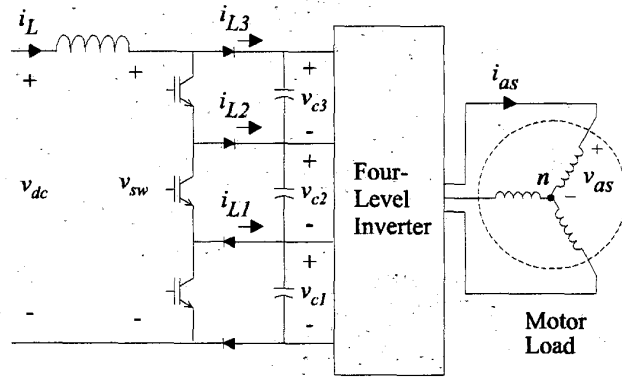 i_L
i_L3
+
+
+
v_c3
-
i_L2
+
v_dc
v_sw
v_c2
-
i_L1
+
v_c1
-
-
-
Four-
Level
Inverter
i_as
+
n
v_as
-
Motor
Load